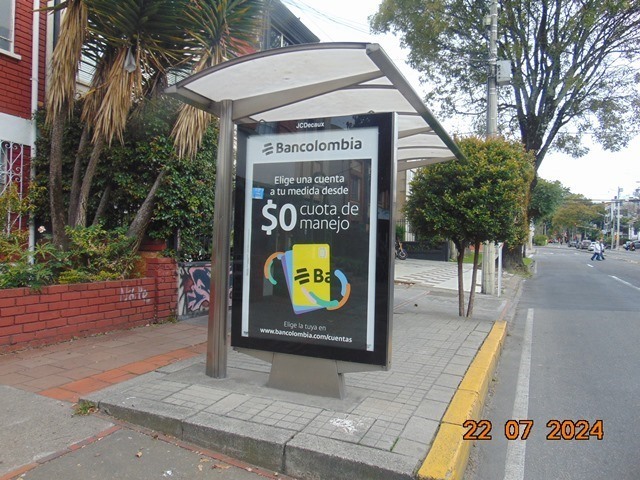 JCDecaux
Bancolombia
Elige una cuenta
a tu medida desde
$0 cuota de
manejo
Ba
Elige la tuya en
www.bancolombia.com/cuentas
22 07 2024